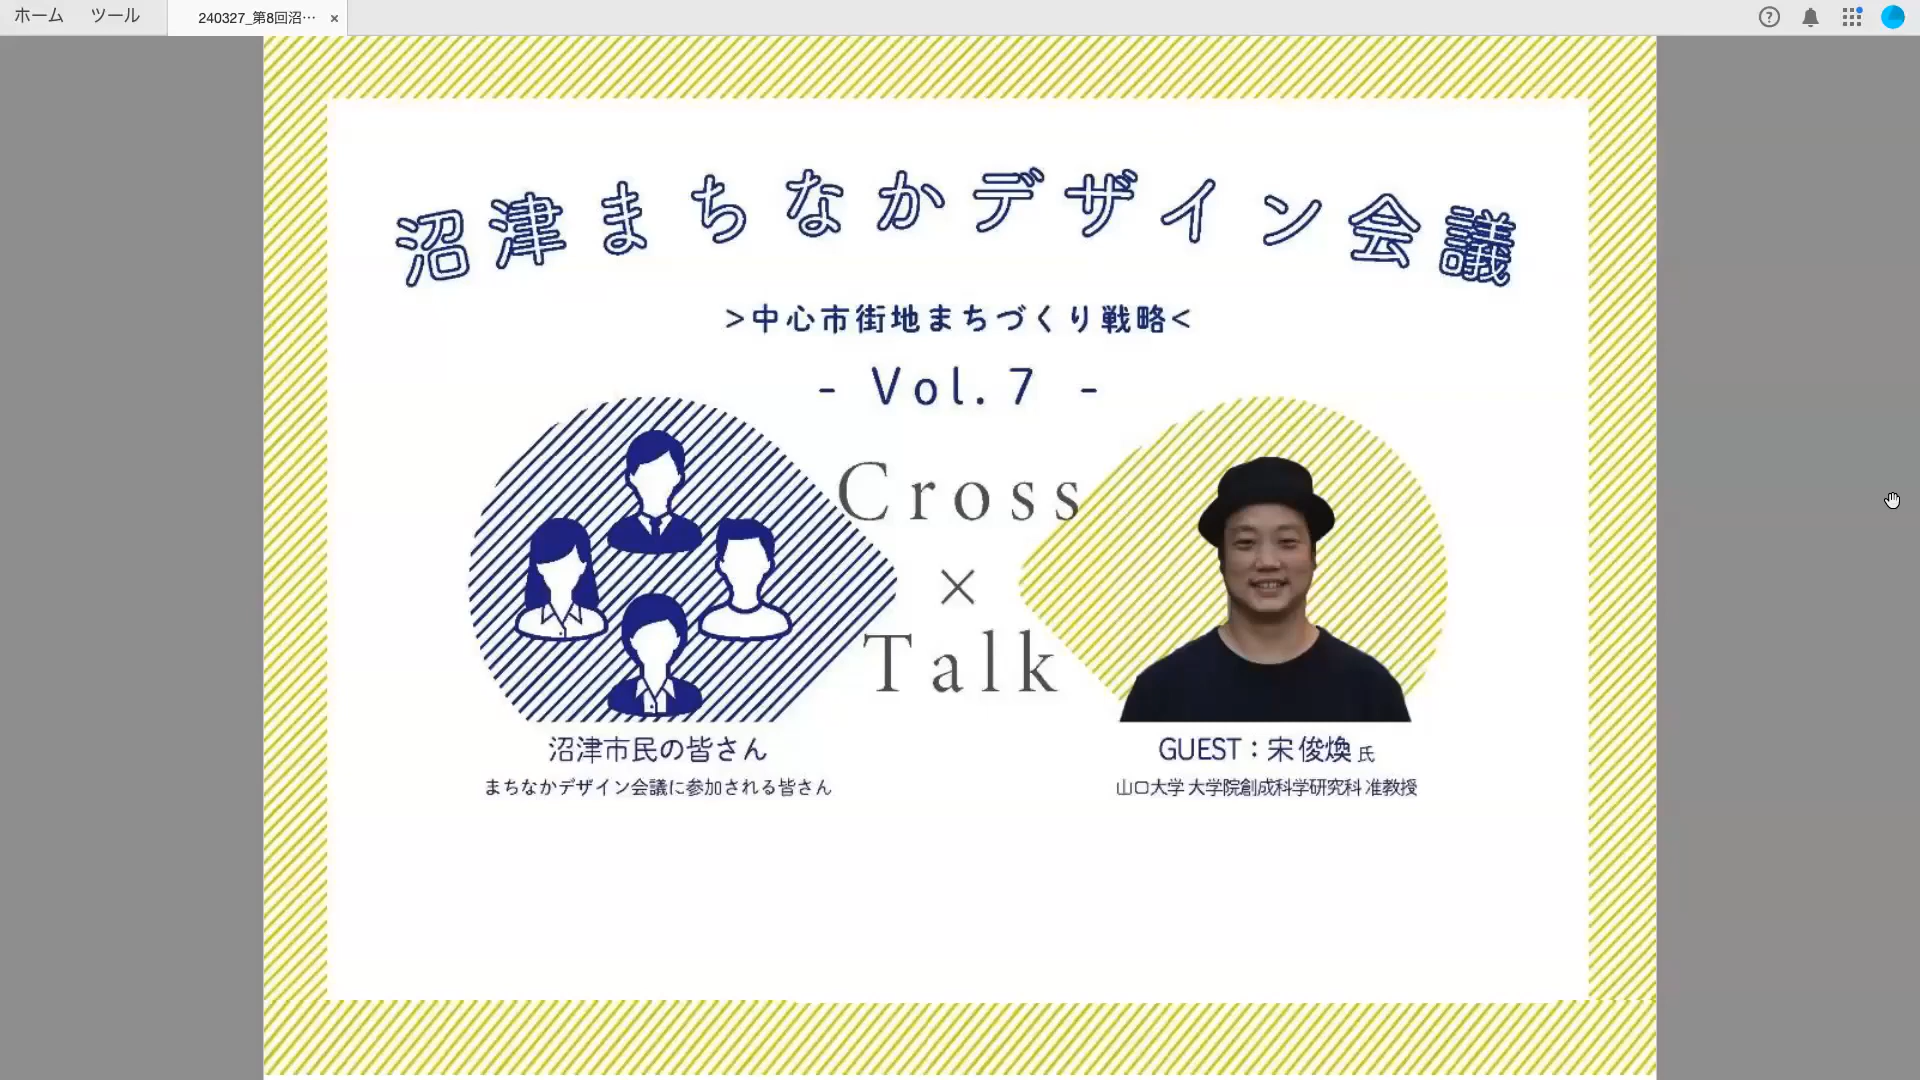 ホーム ツール 240327_第8回沼… ×
沼津まちなかデザイン会議
>中心市街地まちづくり戦略<
- Vol.7 -
Cross
×
Talk
沼津市民の皆さん
まちなかデザイン会議に参加される皆さん
GUEST：宋 俊煥 氏
山口大学 大学院創成科学研究科 准教授